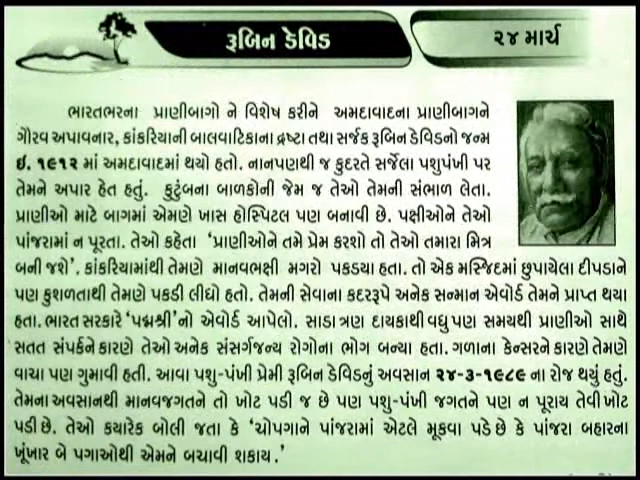 રૂબિન ડેવિડ
૨૪ માર્ચ
ભારતભરના પ્રાણીબાગો ને વિશેષ કરીને અમદાવાદના પ્રાણીબાગને
ગૌરવ અપાવનાર, કાંકરિયાની બાલવાટિકાના દ્રષ્ટા તથા સર્જક રૂબિન ડેવિડનો જન્મ
ઇ. ૧૯૧૨ માં અમદાવાદમાં થયો હતો. નાનપણથી જ કુદરતે સર્જેલા પશુપંખી પર
તેમને અપાર હેત હતું. કુટુંબના બાળકોની જેમ જ તેઓ તેમની સંભાળ લેતા.
પ્રાણીઓ માટે બાગમાં એમણે ખાસ હોસ્પિટલ પણ બનાવી છે. પક્ષીઓને તેઓ
પાંજરામાં ન પૂરતા. તેઓ કહેતા ‘પ્રાણીઓને તમે પ્રેમ કરશો તો તેઓ તમારા મિત્ર
બની જશે’. કાંકરિયામાંથી તેમણે માનવભક્ષી મગરો પકડયા હતા. તો એક મસ્જિદમાં છુપાયેલા દીપડાને
પણ કુશળતાથી તેમણે પકડી લીધો હતો. તેમની સેવાના કદરરૂપે અનેક સન્માન એવોર્ડ તેમને પ્રાપ્ત થયા
હતા. ભારત સરકારે ‘પદ્મશ્રી’નો એવોર્ડ આપેલો. સાડા ત્રણ દાયકાથી વધુ પણ સમયથી પ્રાણીઓ સાથે
સતત સંપર્કને કારણે તેઓ અનેક સંસર્ગજન્ય રોગોના ભોગ બન્યા હતા. ગળાના કેન્સરને કારણે તેમણે
વાચા પણ ગુમાવી હતી. આવા પશુ-પંખી પ્રેમી રૂબિન ડેવિડનું અવસાન ૨૪-૩-૧૯૮૯ ના રોજ થયું હતું.
તેમના અવસાનથી માનવજગતને તો ખોટ પડી જ છે પણ પશુ-પંખી જગતને પણ ન પૂરાય તેવી ખોટ
પડી છે. તેઓ ક્યારેક બોલી જતા કે ‘ચોપગાને પાંજરામાં એટલે મૂકવા પડે છે કે પાંજરા બહારના
ખૂંખાર બે પગાઓથી એમને બચાવી શકાય.’